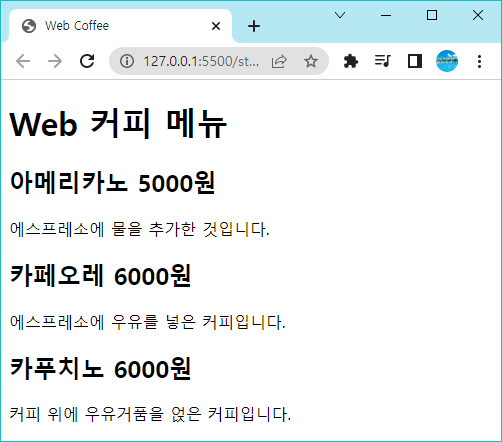 Web Coffee
127.0.0.1:5500/st...
Web 커피 메뉴
아메리카노 5000원
에스프레소에 물을 추가한 것입니다.
카페오레 6000원
에스프레소에 우유를 넣은 커피입니다.
카푸치노 6000원
커피 위에 우유거품을 얹은 커피입니다.